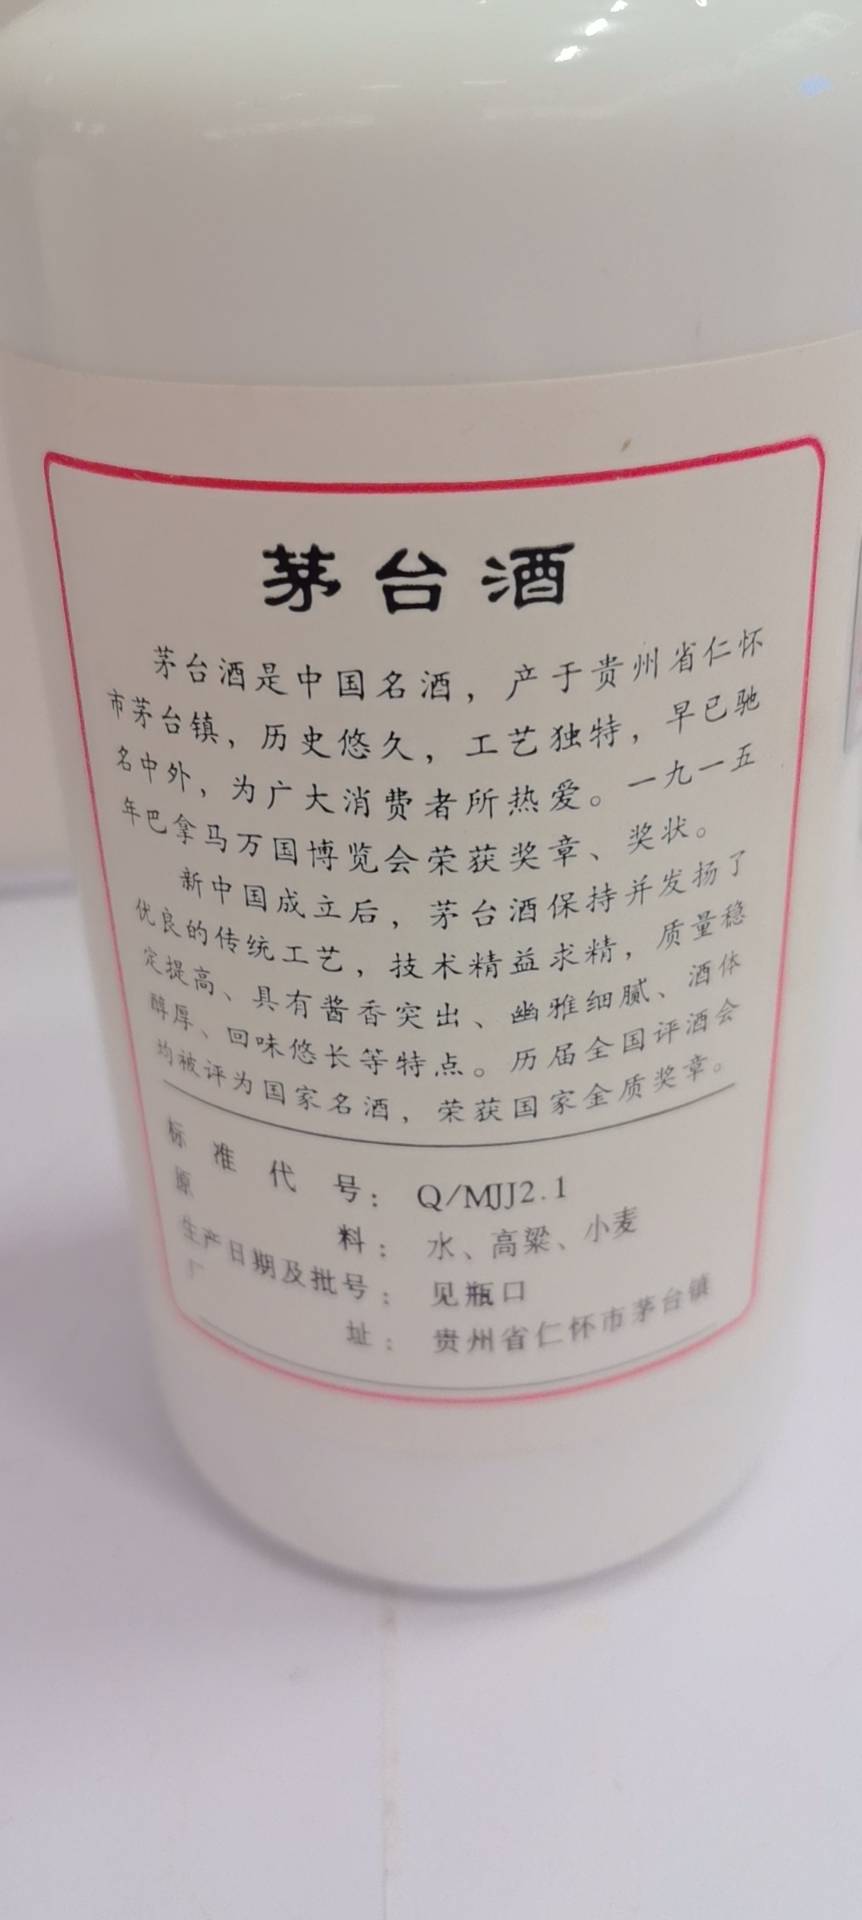 茅台酒
茅台酒是中国名酒，产于贵州省仁怀
市茅台镇，历史悠久，工艺独特，早已驰
名中外，为广大消费者所热爱。一九一五
年巴拿马万国博览会荣获奖章、奖状。
新中国成立后，茅台酒保持并发扬了
优良的传统工艺，技术精益求精，质量稳
定提高、具有酱香突出、幽雅细腻、酒体
醇厚、回味悠长等特点。历届全国评酒会
均被评为国家名酒，荣获国家金质奖章。
标准代号：Q/MJJ2.1
原料：水、高粱、小麦
生产日期及批号：见瓶口
厂址：贵州省仁怀市茅台镇